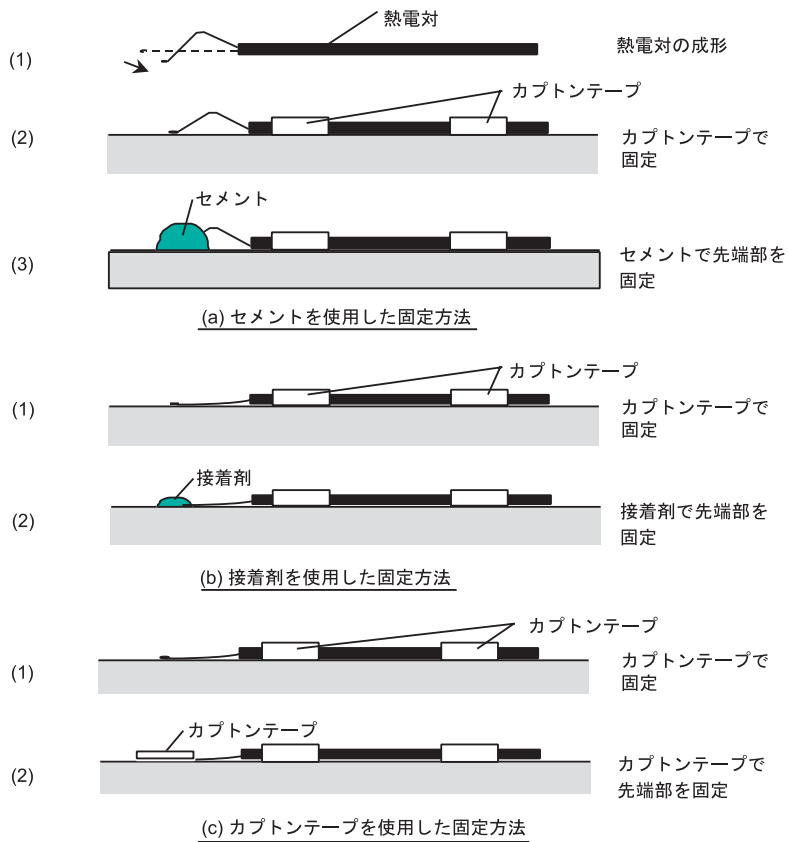 熱電対
(1)
熱電対の成形
カプトンテープ
(2)
カプトンテープで
固定
セメント
(3)
セメントで先端部を
固定
(a) セメントを使用した固定方法
カプトンテープ
(1)
カプトンテープで
固定
接着剤
(2)
接着剤で先端部を
固定
(b) 接着剤を使用した固定方法
カプトンテープ
(1)
カプトンテープで
固定
カプトンテープ
(2)
カプトンテープで
先端部を固定
(c) カプトンテープを使用した固定方法